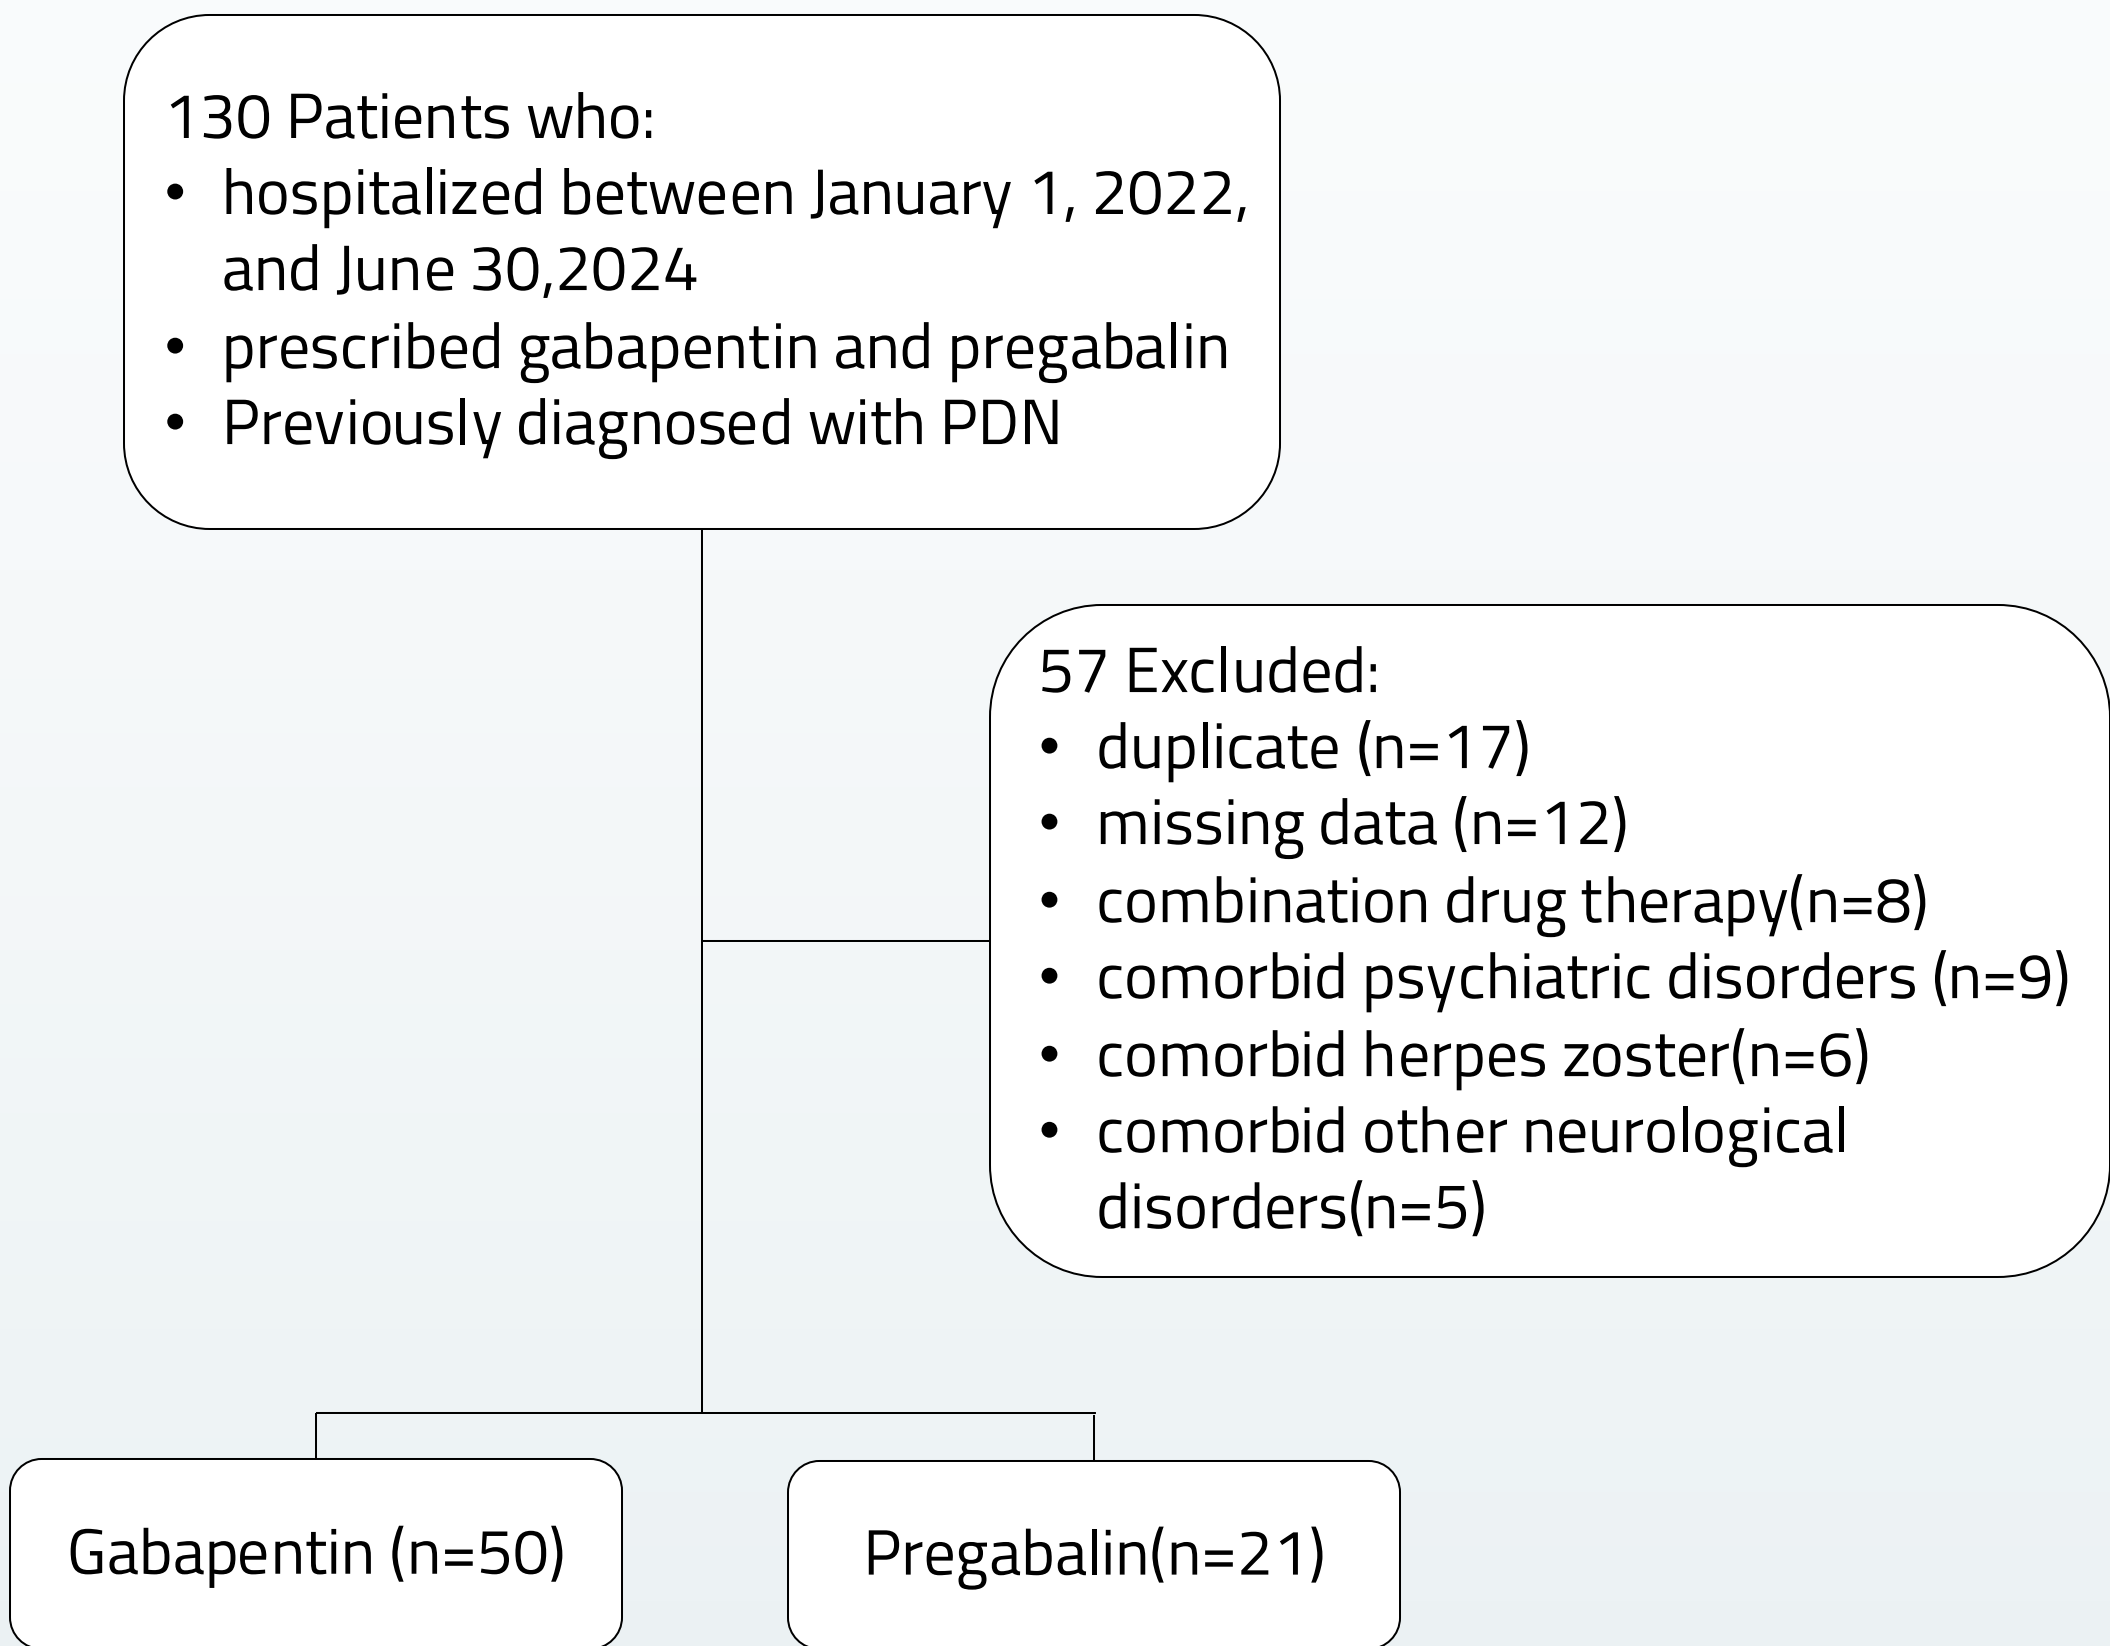 130 Patients who:
• hospitalized between January 1, 2022,
and June 30,2024
• prescribed gabapentin and pregabalin
• Previously diagnosed with PDN
57 Excluded:
• duplicate (n=17)
• missing data (n=12)
• combination drug therapy(n=8)
• comorbid psychiatric disorders (n=9)
• comorbid herpes zoster(n=6)
• comorbid other neurological
disorders(n=5)
Gabapentin (n=50)
Pregabalin(n=21)